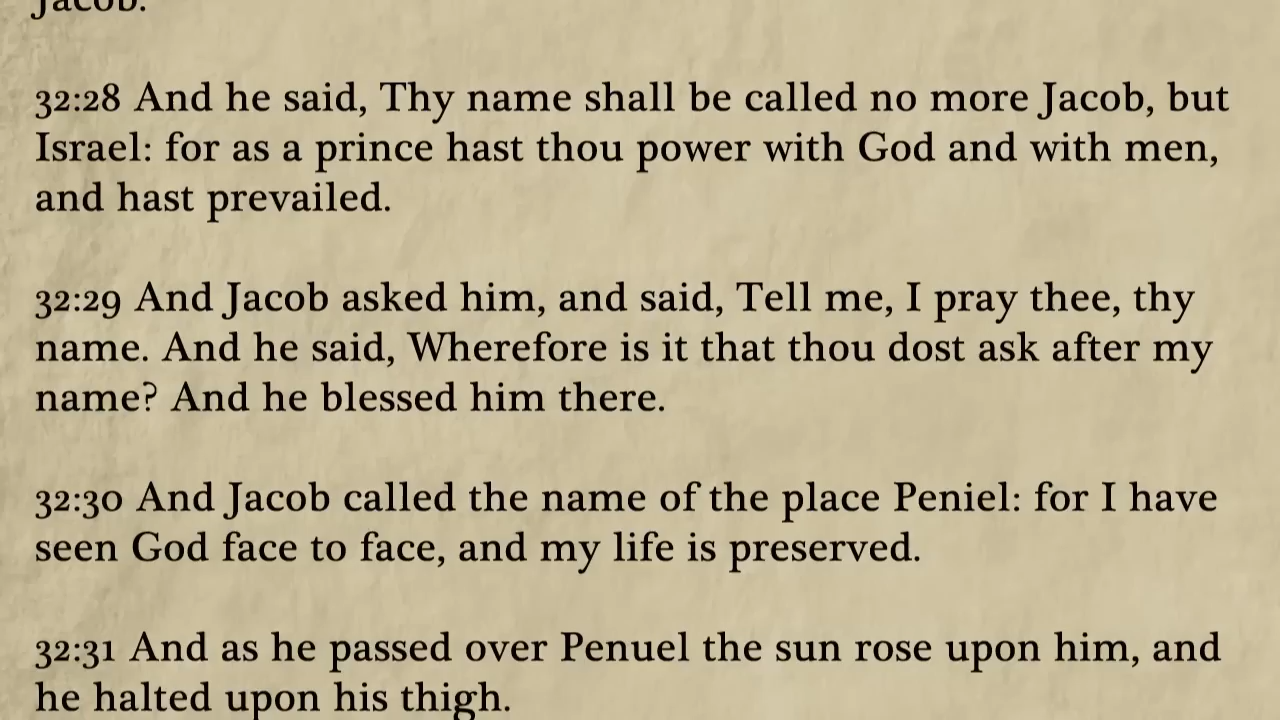 Jacob.
32:28 And he said, Thy name shall be called no more Jacob, but
Israel: for as a prince hast thou power with God and with men,
and hast prevailed.
32:29 And Jacob asked him, and said, Tell me, I pray thee, thy
name. And he said, Wherefore is it that thou dost ask after my
name? And he blessed him there.
32:30 And Jacob called the name of the place Peniel: for I have
seen God face to face, and my life is preserved.
32:31 And as he passed over Penuel the sun rose upon him, and
he halted upon his thigh.